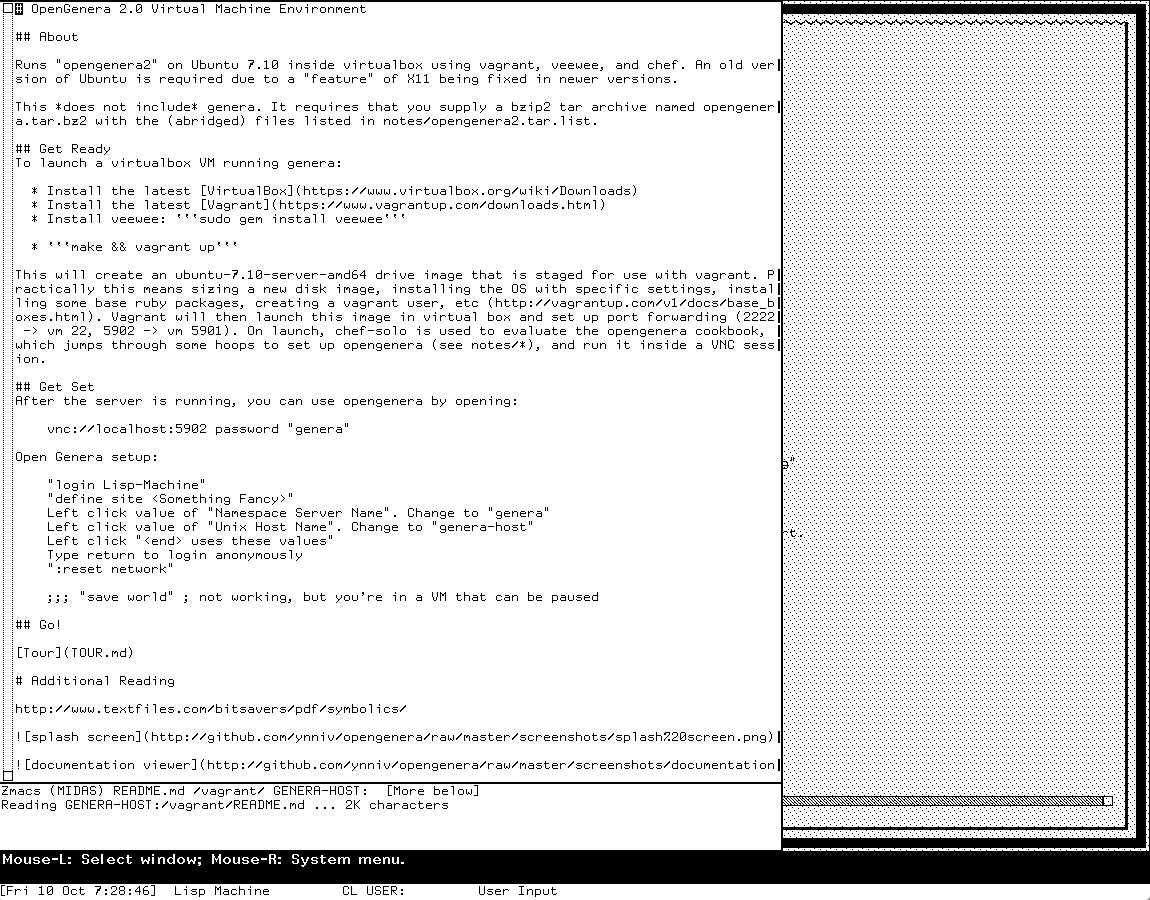 # OpenGenera 2.0 Virtual Machine Environment
## About
Runs "opengenera2" on Ubuntu 7.10 inside virtualbox using vagrant, veewee, and chef. An old ver
sion of Ubuntu is required due to a "feature" of X11 being fixed in newer versions.
This *does not include* genera. It requires that you supply a bzip2 tar archive named opengener
a.tar.bz2 with the (abridged) files listed in notes/opengenera2.tar.list.
## Get Ready
To launch a virtualbox VM running genera:
* Install the latest [VirtualBox](https://www.virtualbox.org/wiki/Downloads)
* Install the latest [Vagrant](https://www.vagrantup.com/downloads.html)
* Install veewee: '''sudo gem install veewee'''
* '''make && vagrant up'''
This will create an ubuntu-7.10-server-amd64 drive image that is staged for use with vagrant. P
ractically this means sizing a new disk image, installing the OS with specific settings, instal
ling some base ruby packages, creating a vagrant user, etc (http://vagrantup.com/v1/docs/base_b
oxes.html). Vagrant will then launch this image in virtual box and set up port forwarding (2222
-> vm 22, 5902 -> vm 5901). On launch, chef-solo is used to evaluate the opengenera cookbook,
which jumps through some hoops to set up opengenera (see notes/*), and run it inside a VNC sess
ion.
## Get Set
After the server is running, you can use opengenera by opening:
vnc://localhost:5902 password "genera"
Open Genera setup:
"login Lisp-Machine"
"define site <Something Fancy>"
Left click value of "Namespace Server Name". Change to "genera"
Left click value of "Unix Host Name". Change to "genera-host"
Left click "<end> uses these values"
Type return to login anonymously
":reset network"
;;; "save world" ; not working, but you're in a VM that can be paused
## Go!
[Tour](TOUR.md)
# Additional Reading
http://www.textfiles.com/bitsavers/pdf/symbolics/
![splash screen](http://github.com/ynniv/opengenera/raw/master/screenshots/splash%20screen.png)
![documentation viewer](http://github.com/ynniv/opengenera/raw/master/screenshots/documentation
Zmacs (MIDAS) README.md /vagrant/ GENERA-HOST: [More below]
Reading GENERA-HOST:/vagrant/README.md ... 2K characters
Mouse-L: Select window; Mouse-R: System menu.
[Fri 10 Oct 7:28:46] Lisp Machine CL USER: User Input